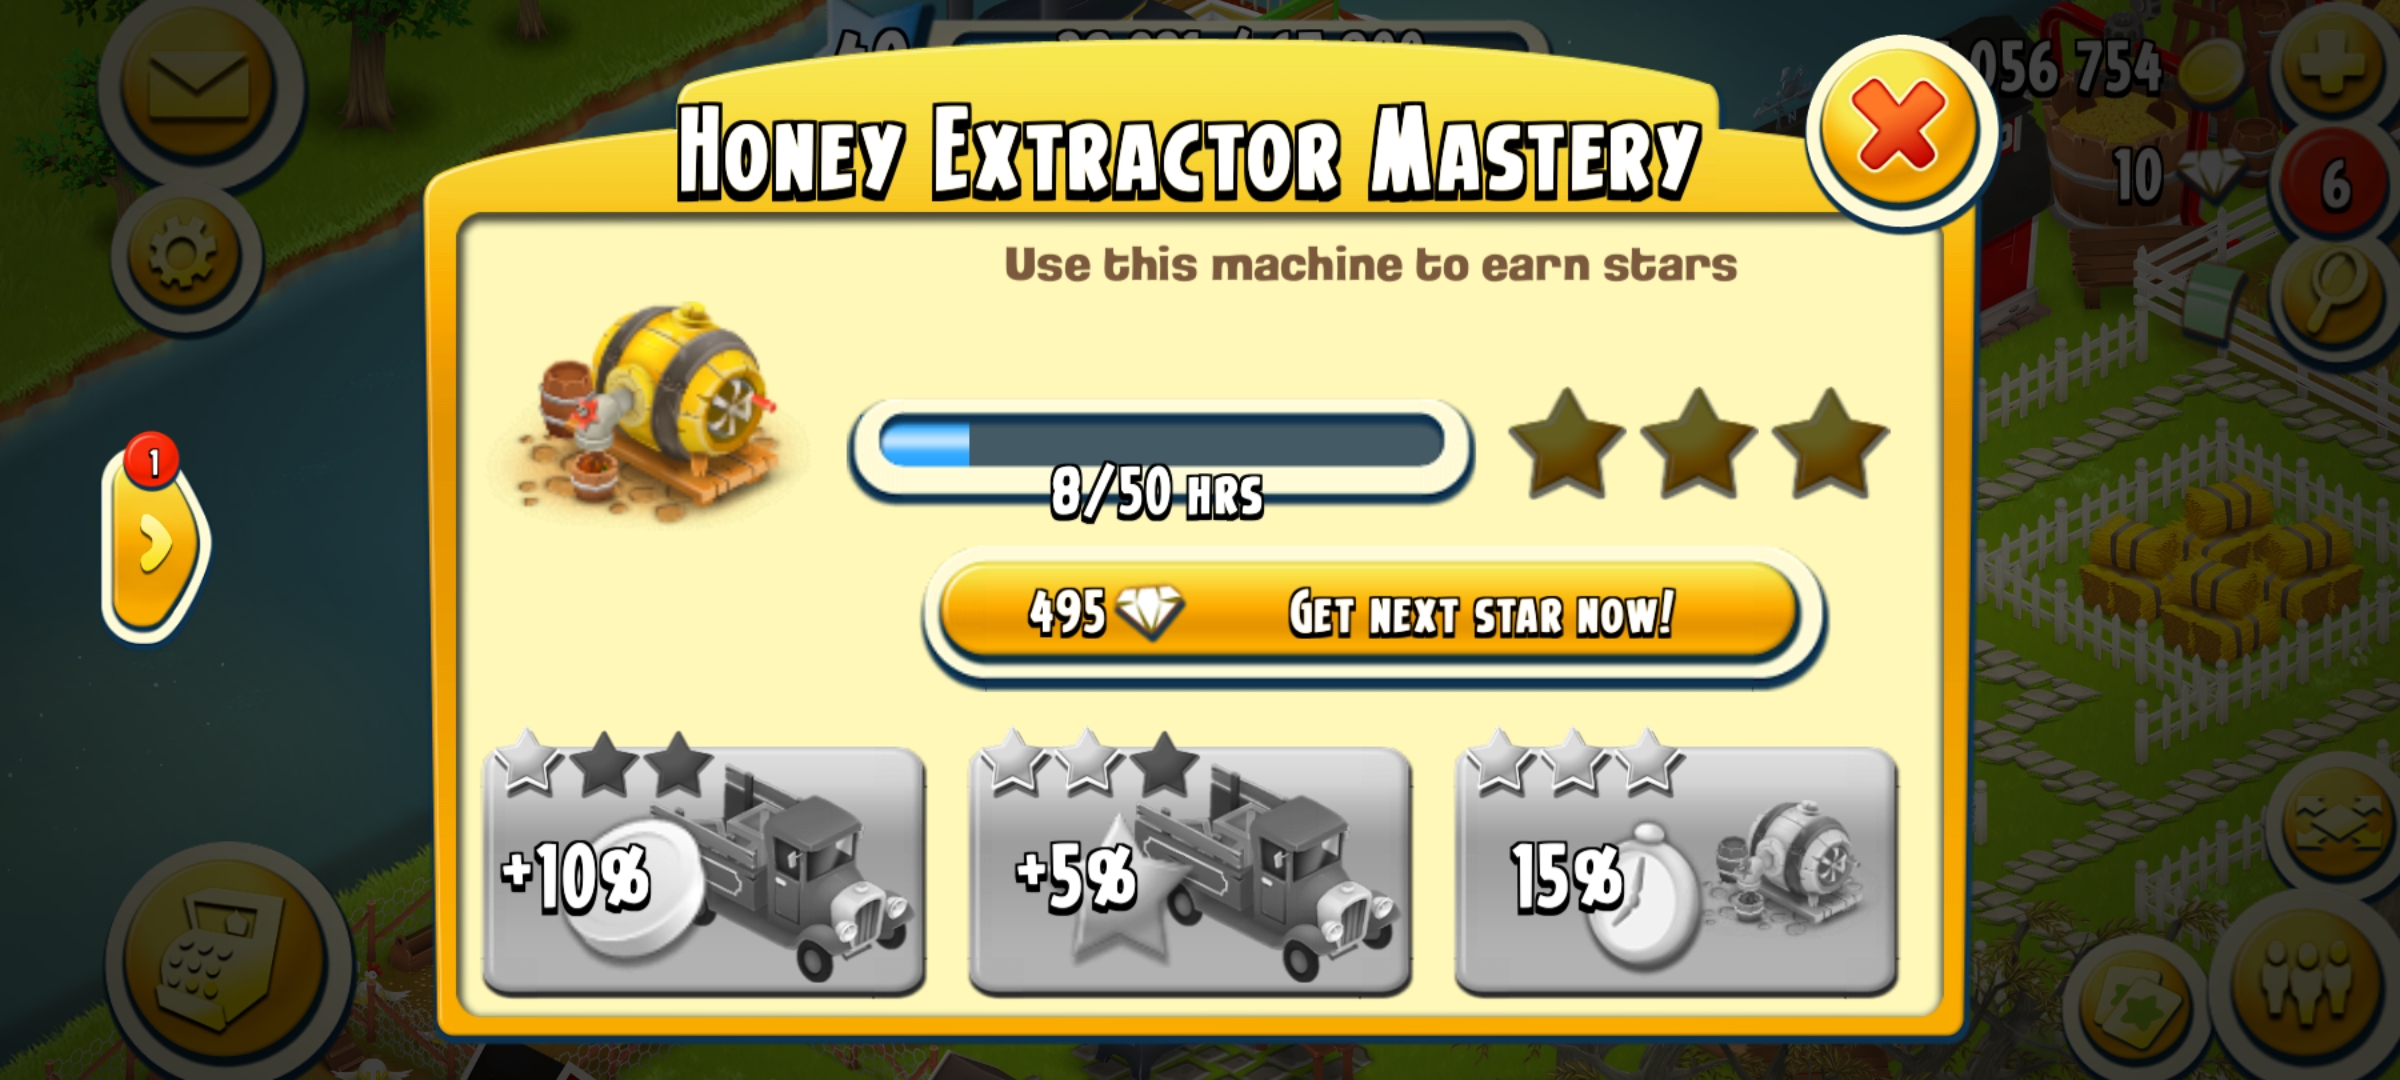 HONEY EXTRACTOR MASTERY
056 754
10
6
Use this machine to earn stars
1
8/50 HRS
495 GET NEXT STAR NOW!
+10%
+5%
15%